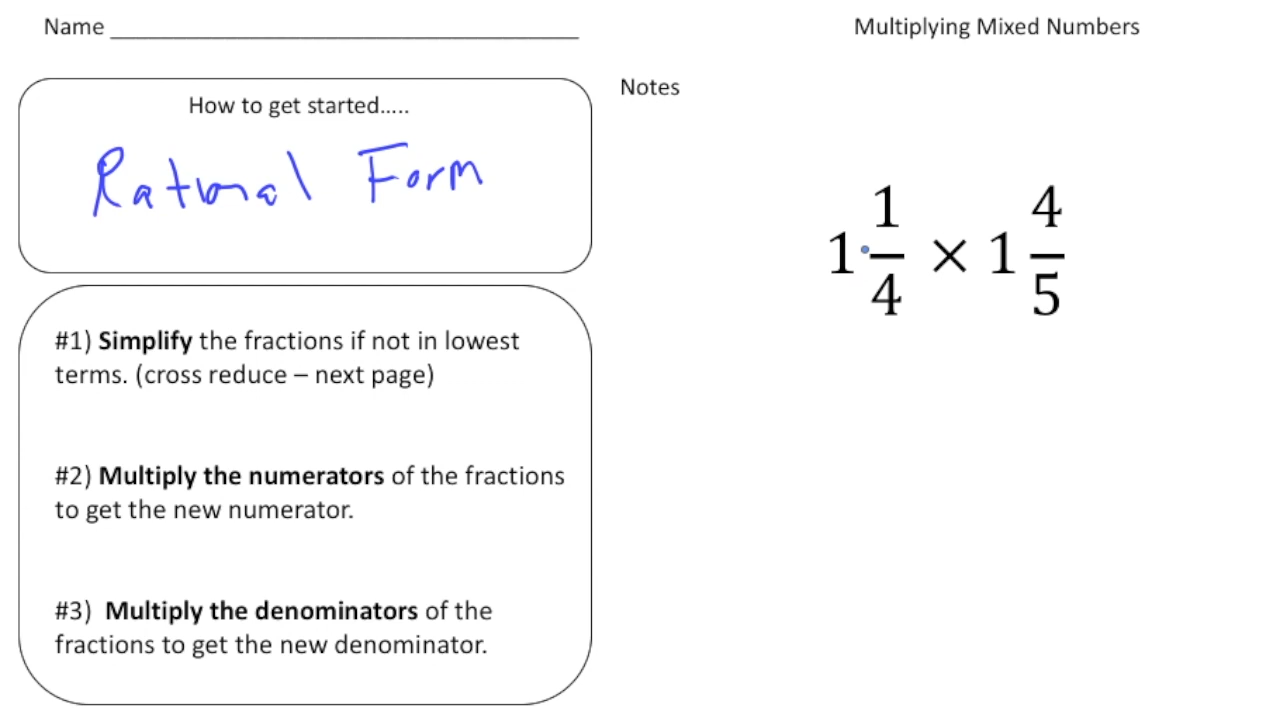 Name ____________________________________
Multiplying Mixed Numbers
How to get started…..
Rational Form
#1) Simplify the fractions if not in lowest
terms. (cross reduce – next page)
#2) Multiply the numerators of the fractions
to get the new numerator.
#3) Multiply the denominators of the
fractions to get the new denominator.
Notes
1 1/4 × 1 4/5